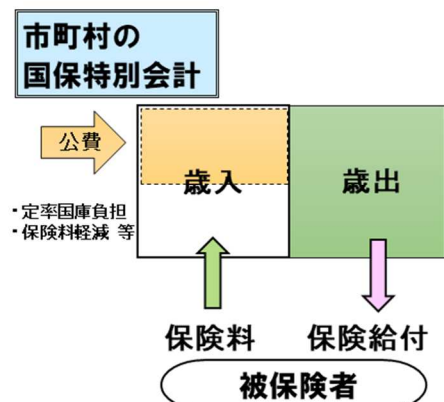 市町村の
国保特別会計
公費
歳入
歳出
・定率国庫負担
・保険料軽減 等
保険料
保険給付
被保険者